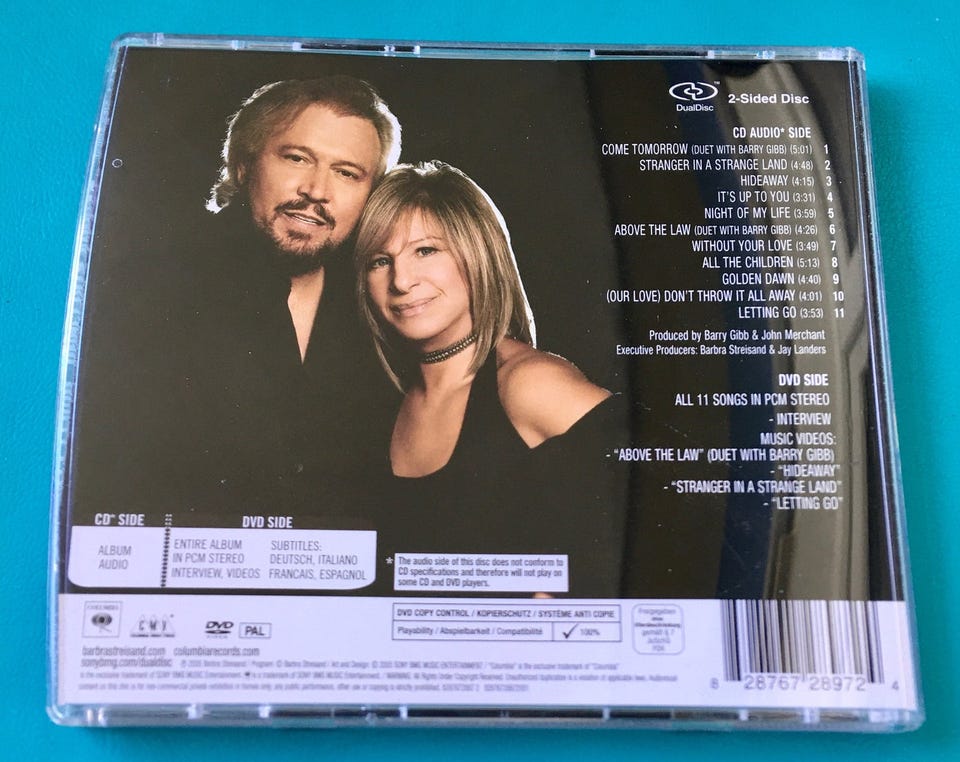 DualDisc™ 2-Sided Disc
CD AUDIO* SIDE
COME TOMORROW (DUET WITH BARRY GIBB) (5:01) 1
STRANGER IN A STRANGE LAND (4:48) 2
HIDEAWAY (4:15) 3
IT'S UP TO YOU (3:31) 4
NIGHT OF MY LIFE (3:59) 5
ABOVE THE LAW (DUET WITH BARRY GIBB) (4:26) 6
WITHOUT YOUR LOVE (3:49) 7
ALL THE CHILDREN (5:13) 8
GOLDEN DAWN (4:40) 9
(OUR LOVE) DON'T THROW IT ALL AWAY (4:01) 10
LETTING GO (3:53) 11
Produced by Barry Gibb & John Merchant
Executive Producers: Barbra Streisand & Jay Landers
DVD SIDE
ALL 11 SONGS IN PCM STEREO
- INTERVIEW
MUSIC VIDEOS:
- "ABOVE THE LAW" (DUET WITH BARRY GIBB)
- "HIDEAWAY"
- "STRANGER IN A STRANGE LAND"
- "LETTING GO"
CD™ SIDE DVD SIDE
ALBUM
AUDIO
ENTIRE ALBUM
IN PCM STEREO
INTERVIEW, VIDEOS
SUBTITLES:
DEUTSCH, ITALIANO
FRANCAIS, ESPAGNOL
* The audio side of this disc does not conform to
CD specifications and therefore will not play on
some CD and DVD players.
COLUMBIA
CMV
DVD
VIDEO
PAL
DVD COPY CONTROL / KOPIERSCHUTZ / SYSTÈME ANTI COPIE
Playability / Abspielbarkeit / Compatibilité ✓ 100%
Freigegeben
ohne
Altersbeschränkung
gemäß § 7
barbrastreisand.com columbiarecords.com
sonybmg.com/dualdisc
8 28767 28972 4